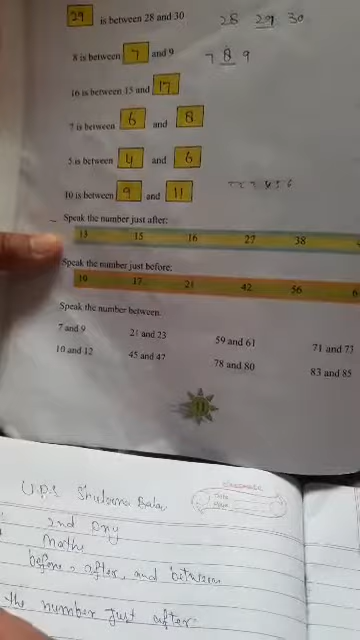 29 is between 28 and 30 28 29 30
8 is between 7 and 9 7 8 9
16 is between 15 and 17
7 is between 6 and 8
5 is between 4 and 6
10 is between 9 and 11
Speak the number just after:
13 15 16 27 38
Speak the number just before:
10 17 21 42 56 6
Speak the number between
7 and 9 21 and 23 59 and 61 71 and 73
10 and 12 45 and 47 78 and 80 83 and 85
11
U.P.S
Date
2nd
Maths
before, after, and between
the number just after